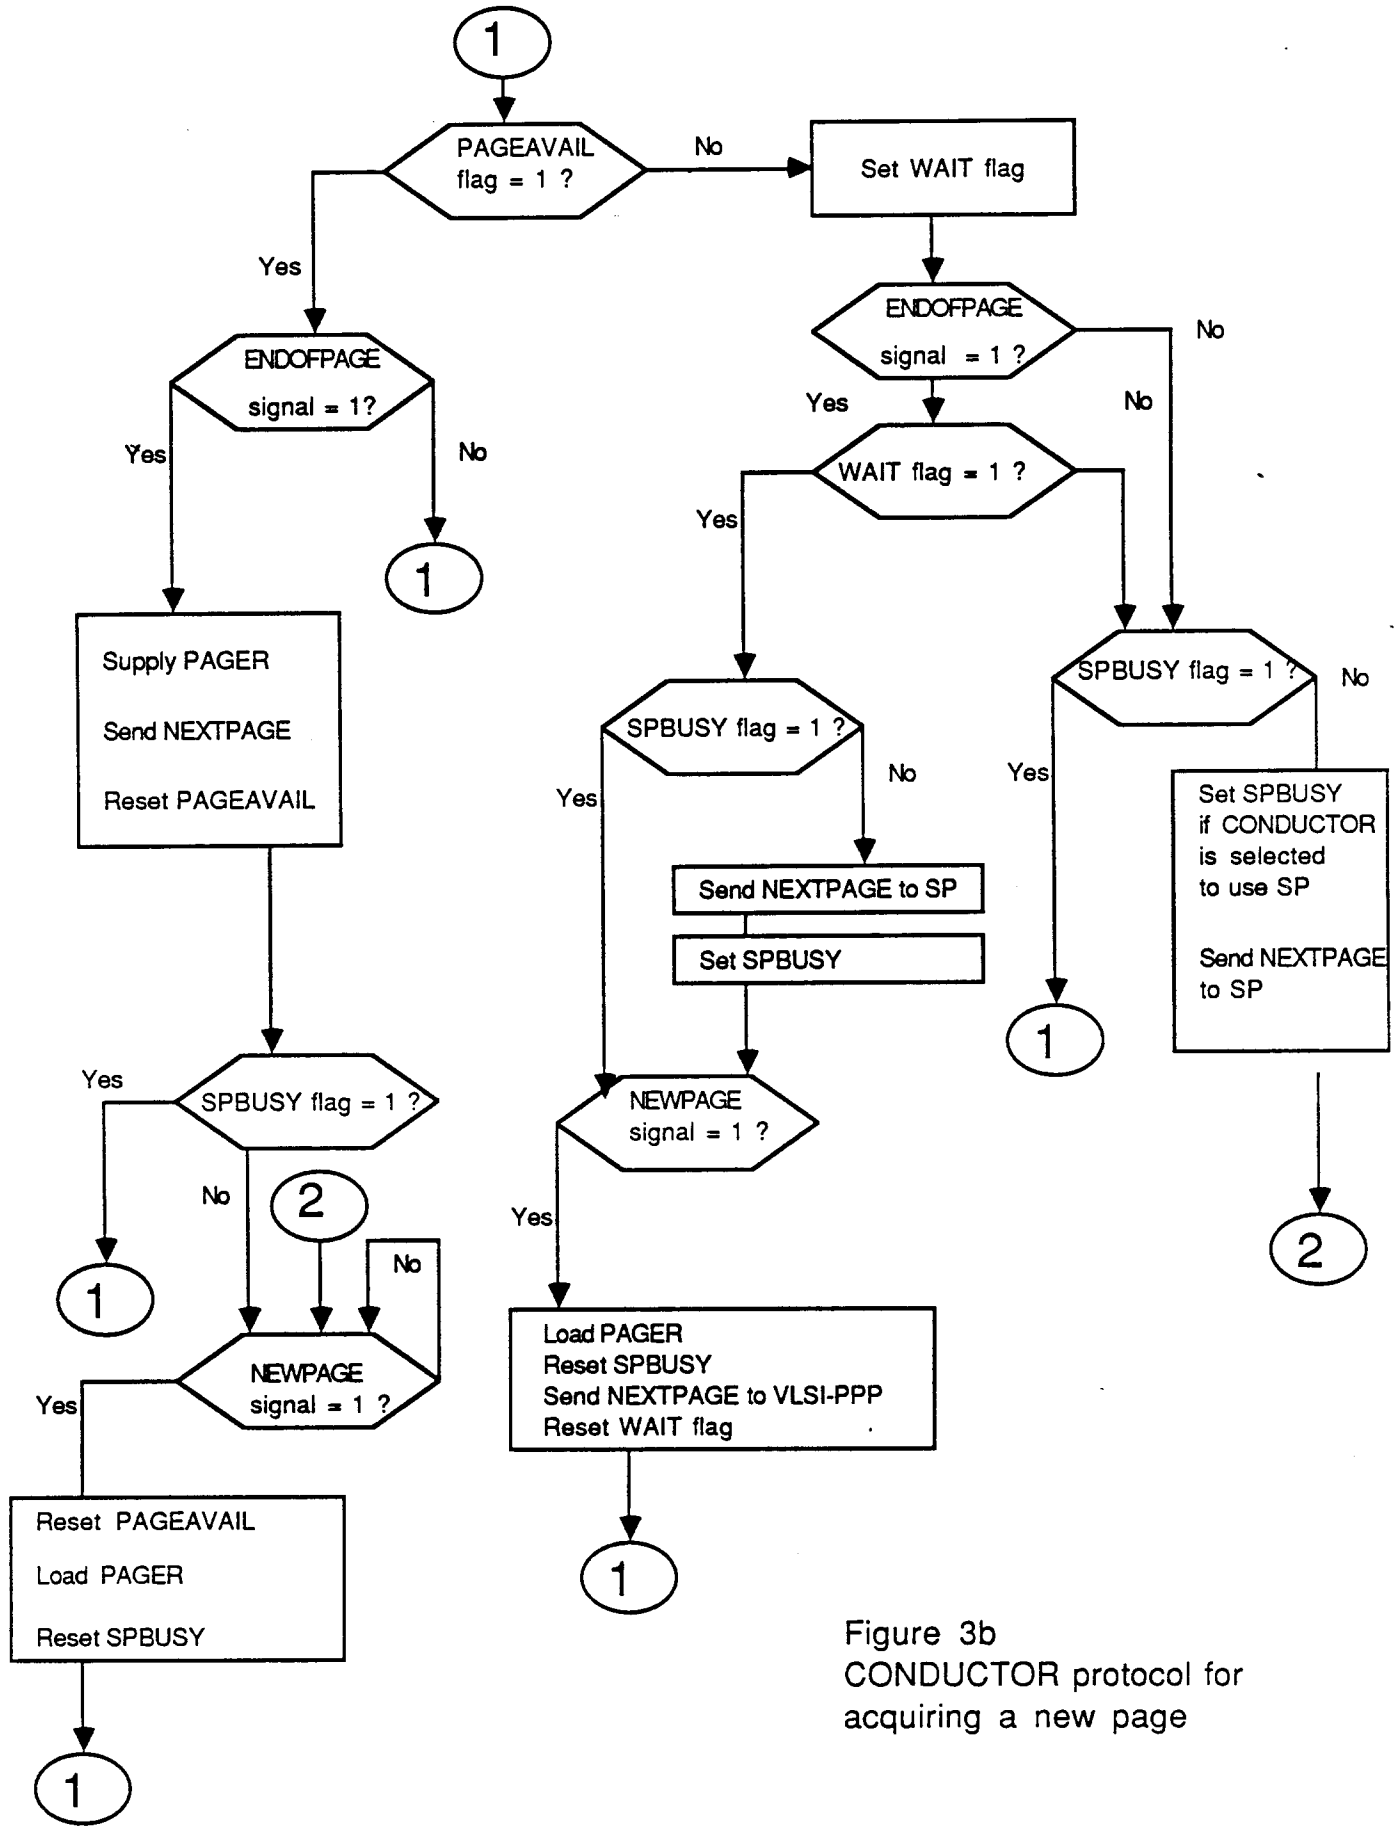 1
PAGEAVAIL
flag = 1 ?
No
Set WAIT flag
Yes
ENDOFPAGE
signal = 1 ?
No
ENDOFPAGE
signal = 1?
Yes
No
Yes
No
WAIT flag = 1 ?
Yes
1
Supply PAGER
Send NEXTPAGE
Reset PAGEAVAIL
SPBUSY flag = 1 ?
No
SPBUSY flag = 1 ?
No
Yes
Yes
Set SPBUSY
if CONDUCTOR
is selected
to use SP
Send NEXTPAGE
to SP
Send NEXTPAGE to SP
Set SPBUSY
1
Yes
SPBUSY flag = 1 ?
NEWPAGE
signal = 1 ?
No
2
Yes
2
No
1
NEWPAGE
signal = 1 ?
Yes
Load PAGER
Reset SPBUSY
Send NEXTPAGE to VLSI-PPP
Reset WAIT flag
Reset PAGEAVAIL
Load PAGER
Reset SPBUSY
1
1
Figure 3b
CONDUCTOR protocol for
acquiring a new page